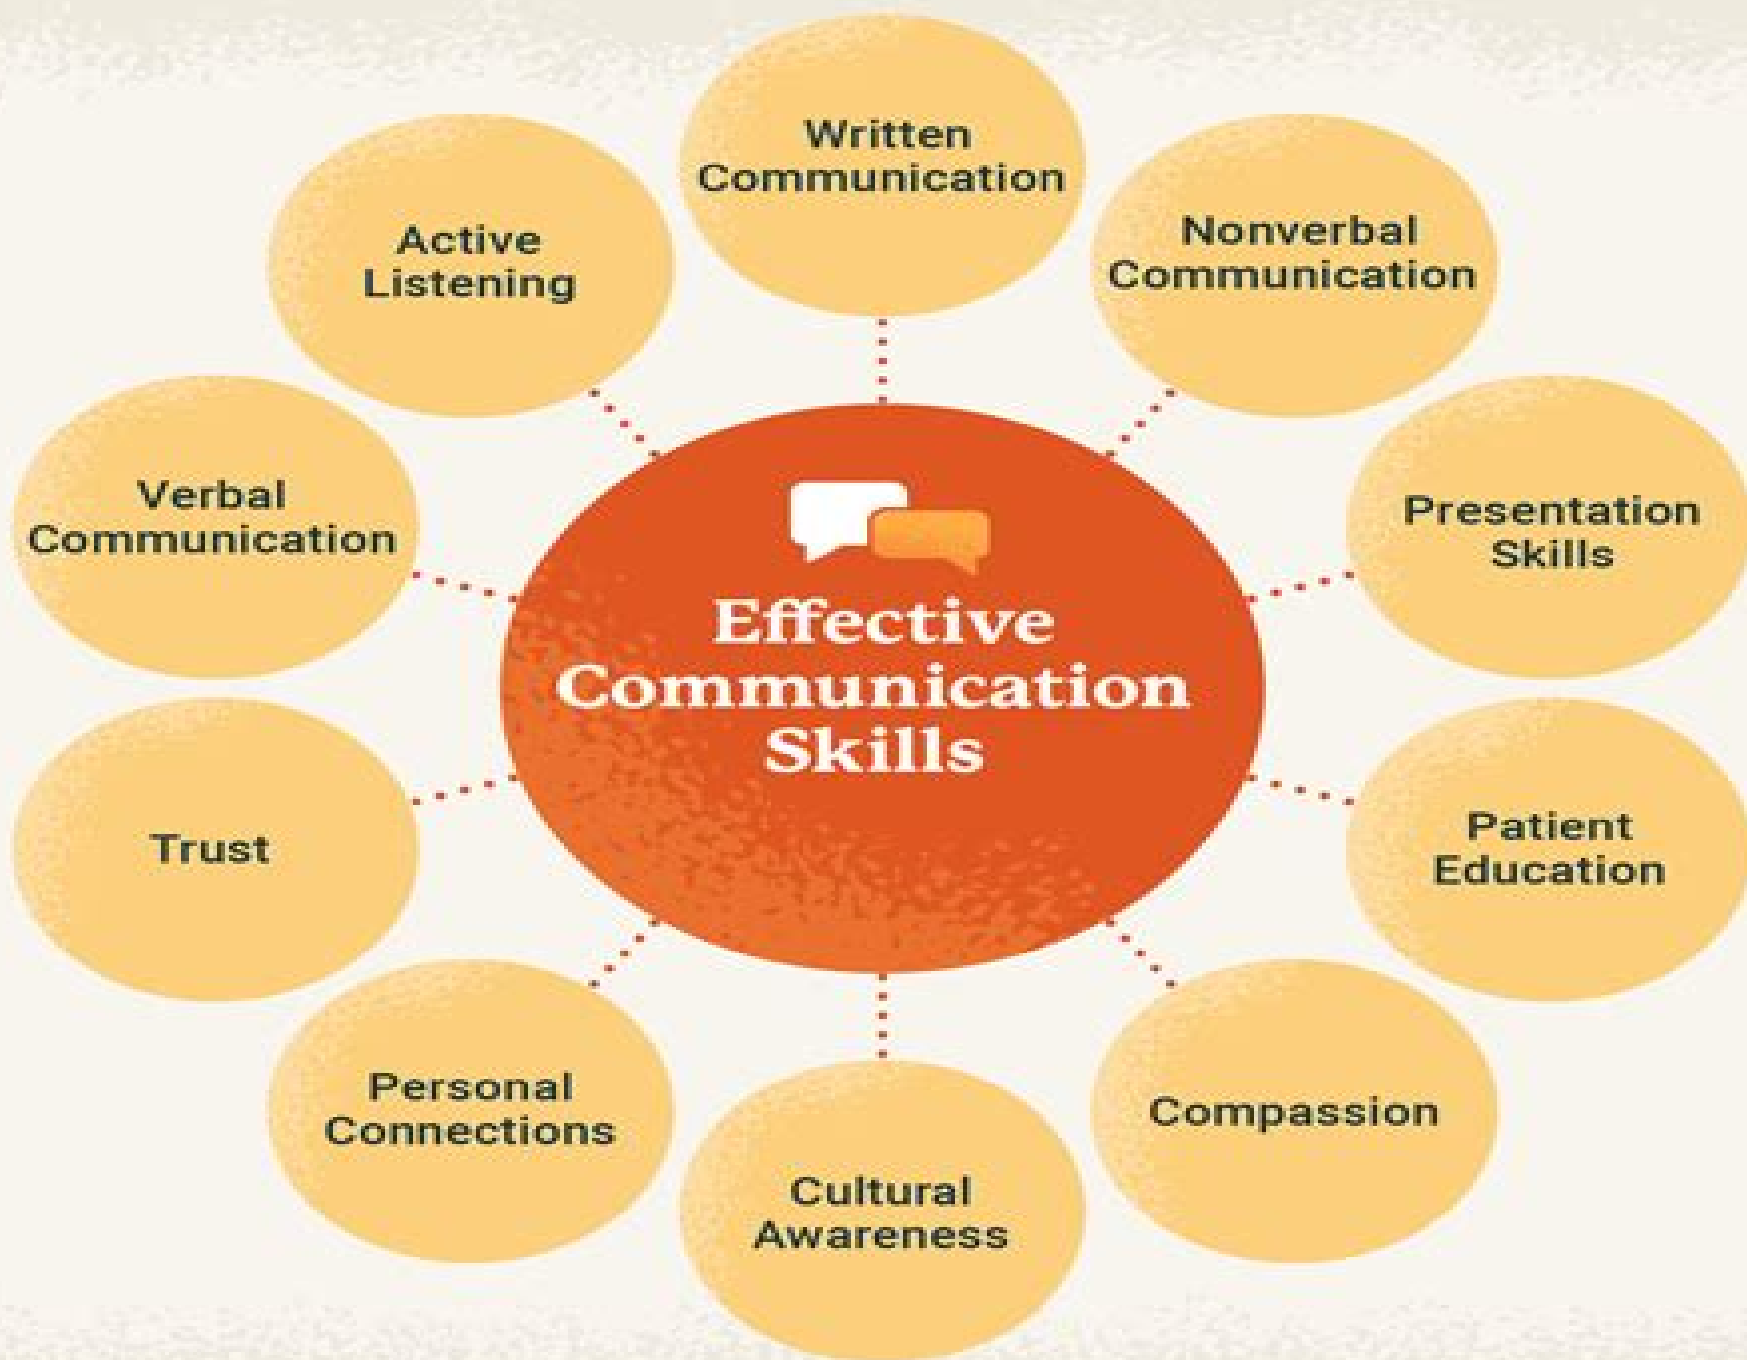 Written
Communication
Active
Listening
Nonverbal
Communication
Verbal
Communication
Presentation
Skills
Effective
Communication
Skills
Trust
Patient
Education
Personal
Connections
Compassion
Cultural
Awareness